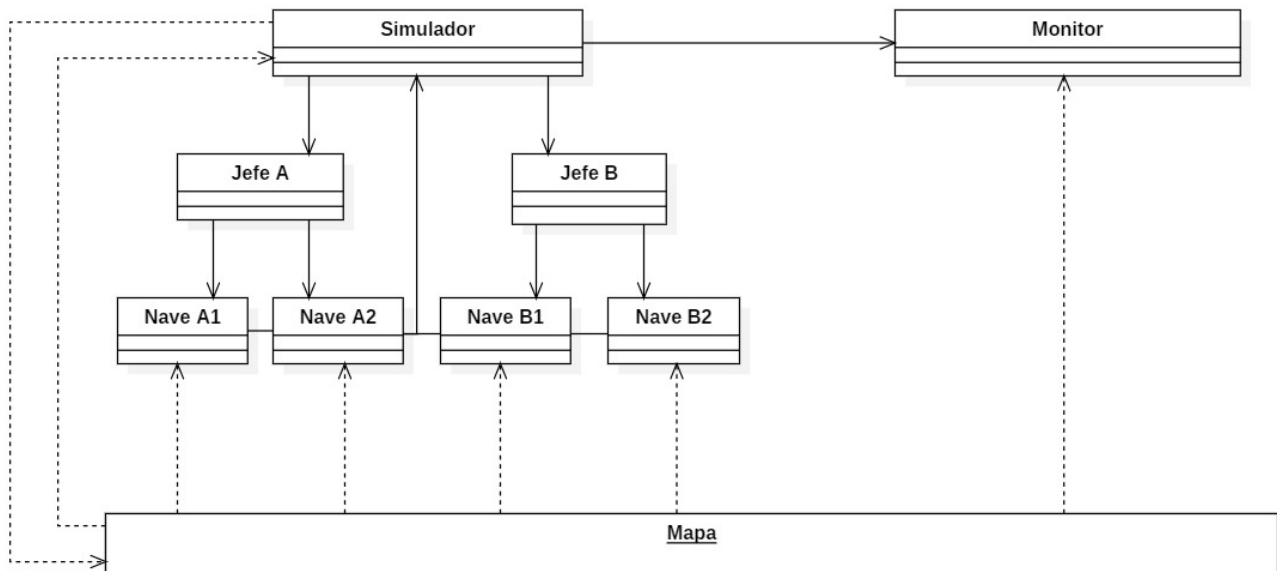 Simulador
Monitor
Jefe A
Jefe B
Nave A1
Nave A2
Nave B1
Nave B2
Mapa